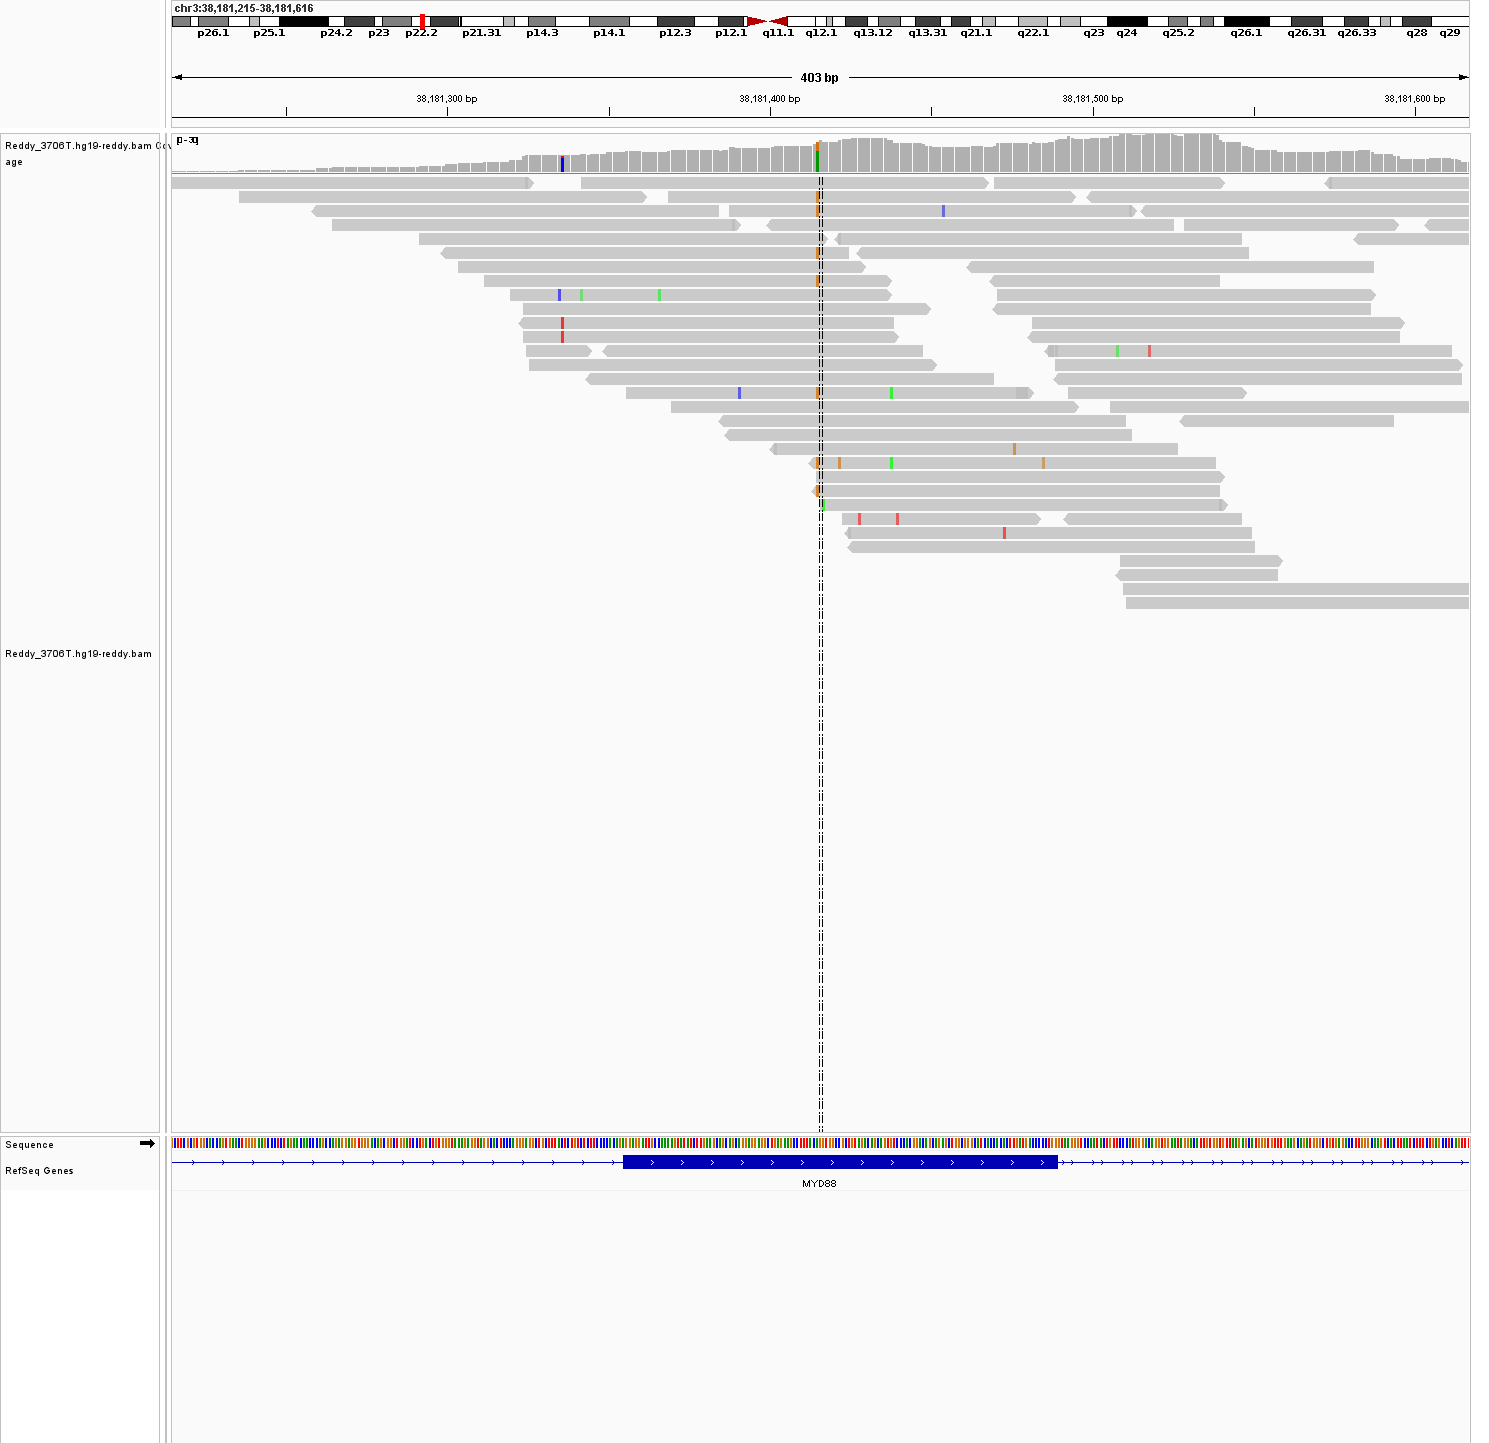 chr3:38,181,215-38,181,616
p26.1 p25.1 p24.2 p23 p22.2 p21.31 p14.3 p14.1 p12.3 p12.1 q11.1 q12.1 q13.12 q13.31 q21.1 q22.1 q23 q24 q25.2 q26.1 q26.31 q26.33 q28 q29
403 bp
38,181,300 bp 38,181,400 bp 38,181,500 bp 38,181,600 bp
Reddy_3706T.hg19-reddy.bam Cov
age
[0 - 30]
Reddy_3706T.hg19-reddy.bam
Sequence
RefSeq Genes
MYD88